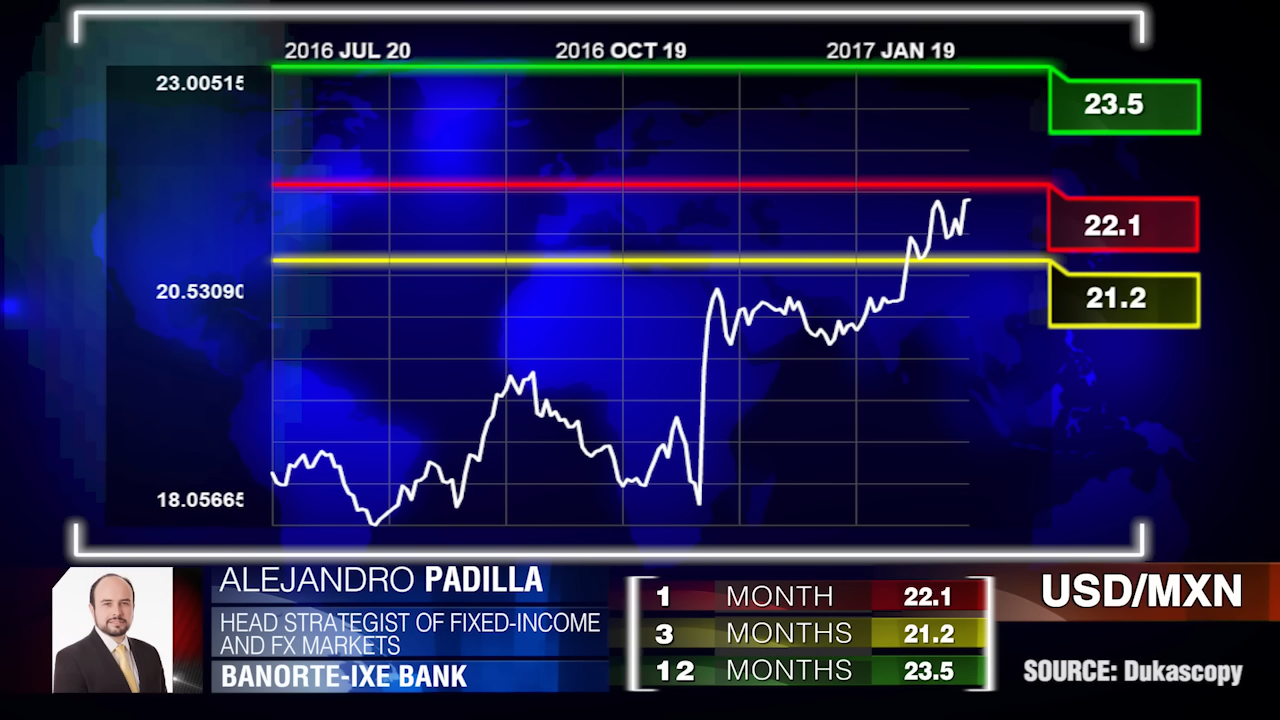 2016 JUL 20 2016 OCT 19 2017 JAN 19
23.00515
23.5
22.1
20.53090
21.2
18.05665
ALEJANDRO PADILLA
HEAD STRATEGIST OF FIXED-INCOME
AND FX MARKETS
BANORTE-IXE BANK
1 MONTH 22.1
3 MONTHS 21.2
12 MONTHS 23.5
USD/MXN
SOURCE: Dukascopy